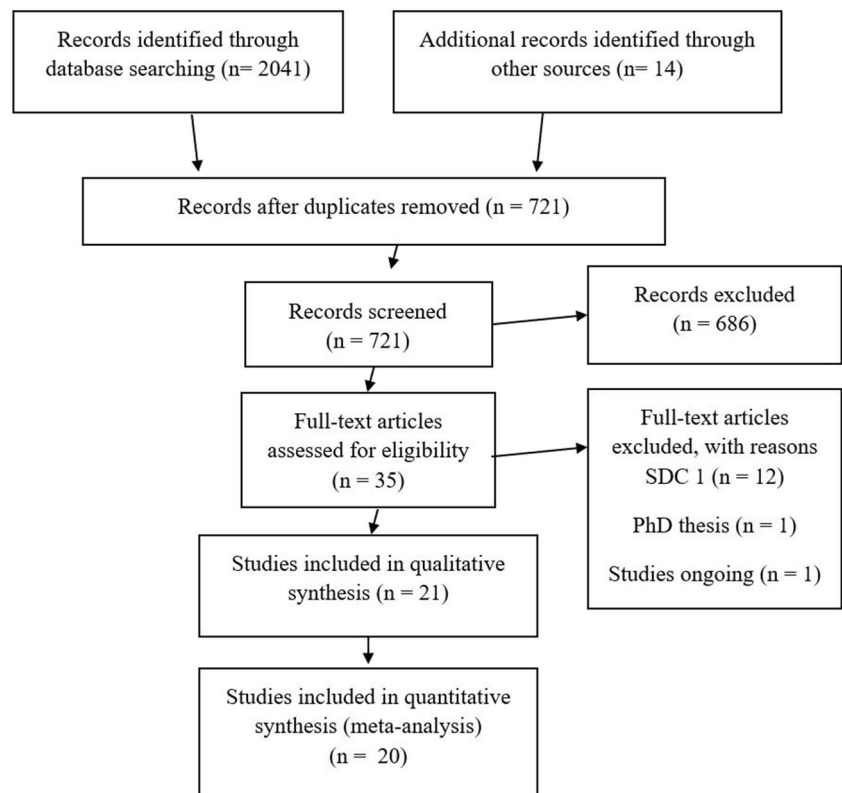 Records identified through
database searching (n= 2041)
Additional records identified through
other sources (n= 14)
Records after duplicates removed (n = 721)
Records screened
(n = 721)
Records excluded
(n = 686)
Full-text articles
assessed for eligibility
(n = 35)
Full-text articles
excluded, with reasons
SDC 1 (n = 12)
PhD thesis (n = 1)
Studies ongoing (n = 1)
Studies included in qualitative
synthesis (n = 21)
Studies included in quantitative
synthesis (meta-analysis)
(n = 20)